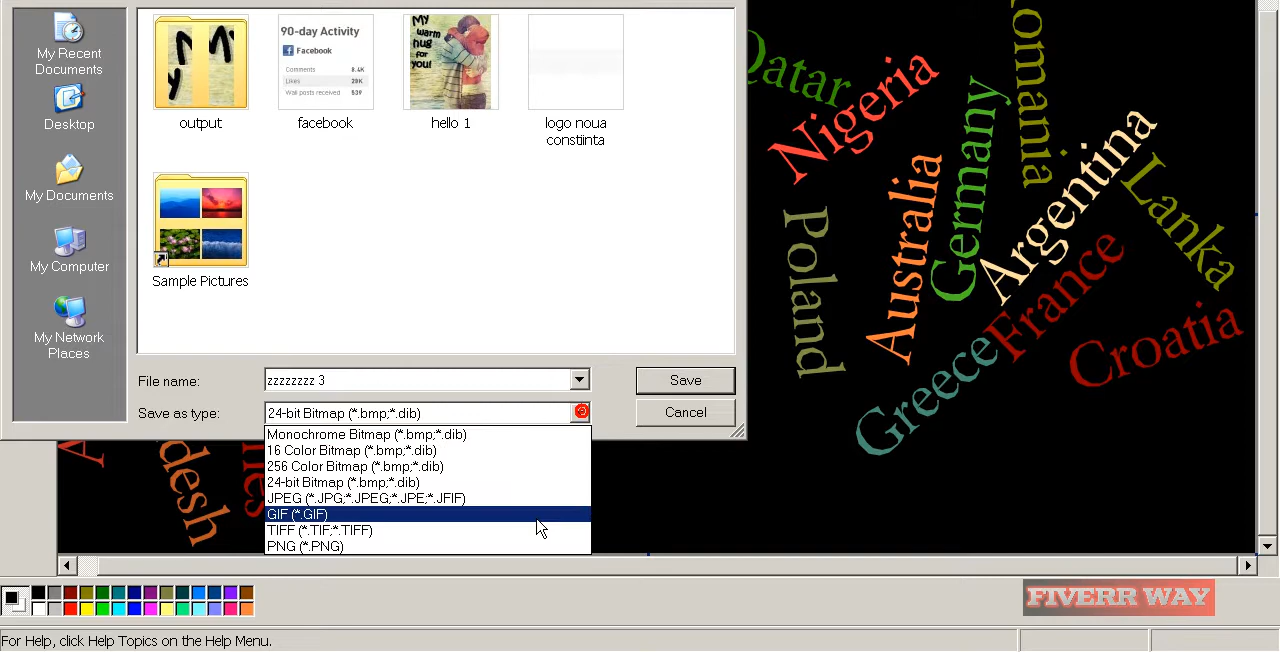 My Recent
Documents
Desktop
My Documents
My Computer
My Network
Places
output
90-day Activity
Facebook
Comments 8.4K
Likes 28K
Wall posts received 539
facebook
My
warm
hug
for
you!
hello 1
logo noua
constiinta
Sample Pictures
File name:
zzzzzzzz 3
Save
Save as type:
24-bit Bitmap (*.bmp;*.dib)
Cancel
Monochrome Bitmap (*.bmp;*.dib)
16 Color Bitmap (*.bmp;*.dib)
256 Color Bitmap (*.bmp;*.dib)
24-bit Bitmap (*.bmp;*.dib)
JPEG (*.JPG;*.JPEG;*.JPE;*.JFIF)
GIF (*.GIF)
TIFF (*.TIF;*.TIFF)
PNG (*.PNG)
Qatar
Nigeria
Germany
omania
Argentina
Lanka
Australia
Poland
France
Greece
Croatia
desh
FIVERR WAY
For Help, click Help Topics on the Help Menu.